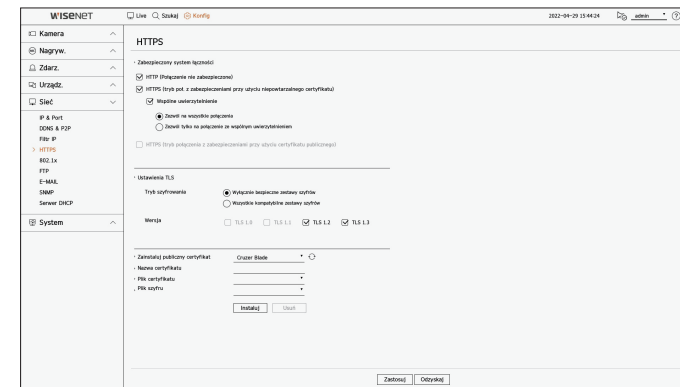 WISENET
Live Szukaj Konfig
2022-04-29 15:44:24 admin ?
Kamera
Nagryw.
Zdarz.
Urządz.
Sieć
IP & Port
DDNS & P2P
Filtr IP
> HTTPS
802.1x
FTP
E-MAIL
SNMP
Serwer DHCP
System
HTTPS
Zabezpieczony system łączności
HTTP (Połączenie nie zabezpieczone)
HTTPS (tryb poł. z zabezpieczeniami przy użyciu niepowtarzalnego certyfikatu)
Wspólne uwierzytelnienie
Zezwól na wszystkie połączenia
Zezwól tylko na połączenie ze wspólnym uwierzytelnieniem
HTTPS (tryb połączenia z zabezpieczeniami przy użyciu certyfikatu publicznego)
Ustawienia TLS
Tryb szyfrowania
Wyłącznie bezpieczne zestawy szyfrów
Wszystkie kompatybilne zestawy szyfrów
Wersja TLS 1.0 TLS 1.1 TLS 1.2 TLS 1.3
Zainstaluj publiczny certyfikat Cruzer Blade
Nazwa certyfikatu
Plik certyfikatu
Plik szyfru
Instaluj Usuń
Zastosuj Odzyskaj